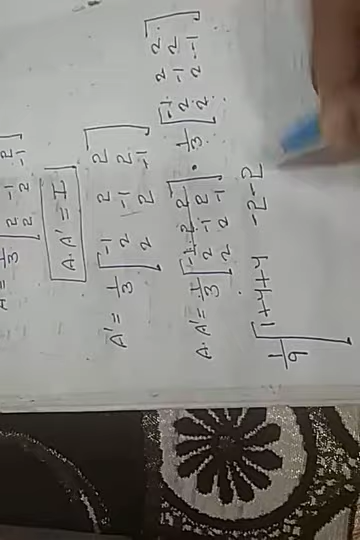 A = 1/3 [ 2 -1 2
2 2 -1 ]
A.A' = I
A' = 1/3 [ -1 2 2
2 -1 2
2 2 -1 ]
A.A' = 1/3 [ -1 2 2
2 -1 2
2 2 -1 ] . 1/3 [ -1 2 2
2 -1 2
2 2 -1 ]
1/9 [ 1+4+4 -2-2